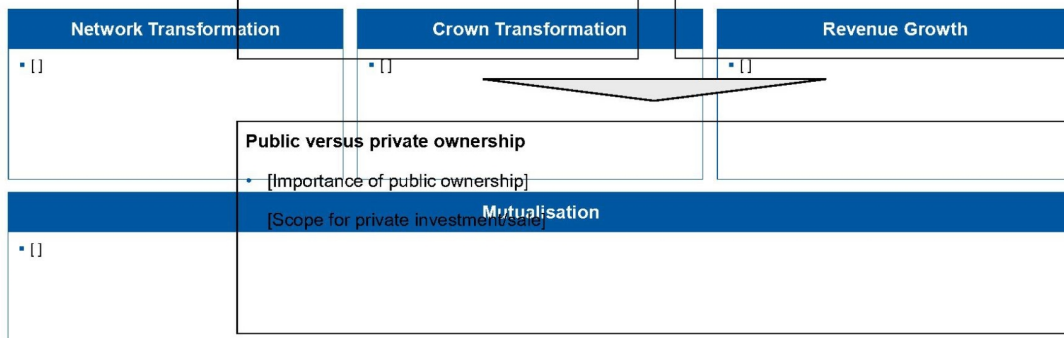 Network Transformation
Crown Transformation
Revenue Growth
▪ [ ]
▪ [ ]
▪ [ ]
Public versus private ownership
• [Importance of public ownership]
[Scope for private investment/sale]
Mutualisation
▪ [ ]